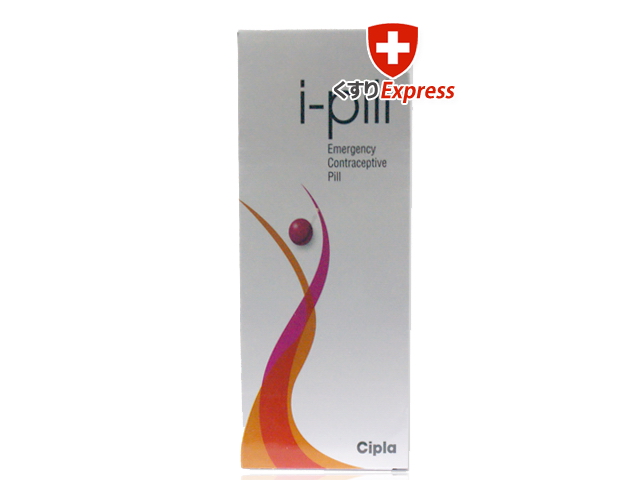 くすりExpress
i-pill
Emergency
Contraceptive
Pill
Cipla